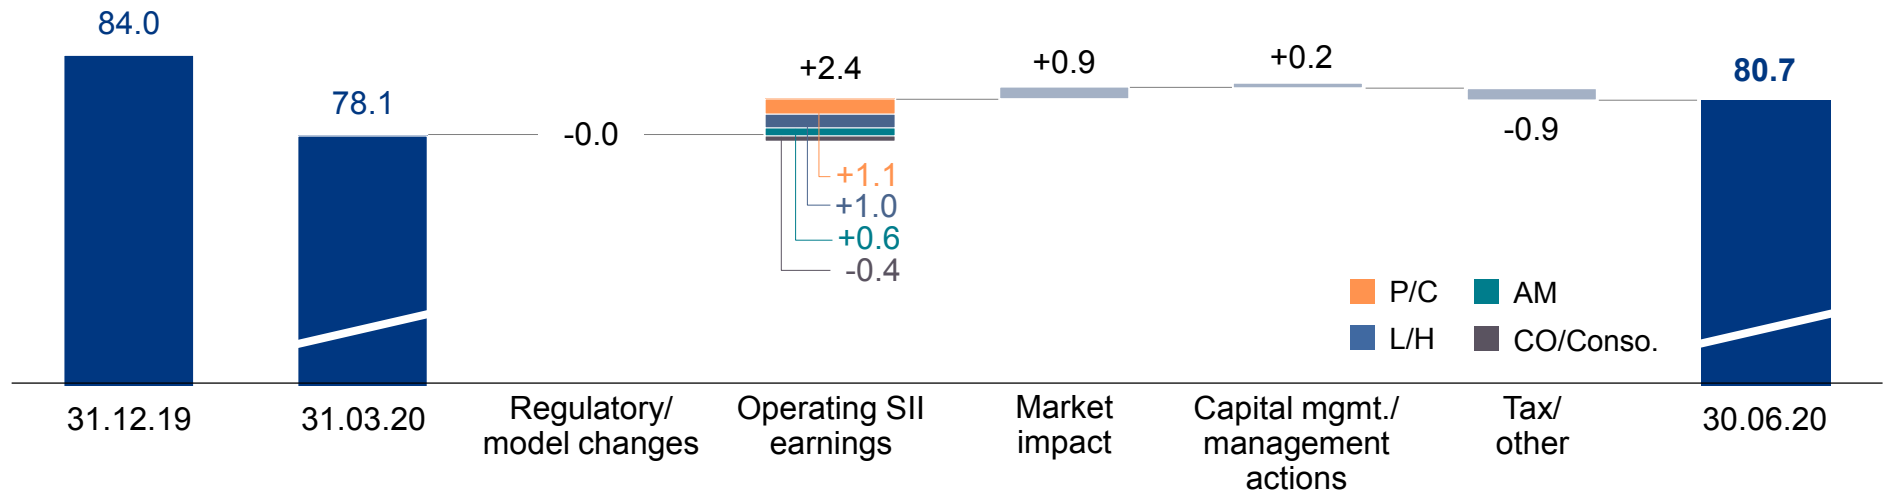 84.0
78.1
-0.0
+2.4
+1.1
+1.0
+0.6
-0.4
+0.9
+0.2
-0.9
80.7
P/C
AM
L/H
CO/Conso.
31.12.19
31.03.20
Regulatory/
model changes
Operating SII
earnings
Market
impact
Capital mgmt./
management
actions
Tax/
other
30.06.20